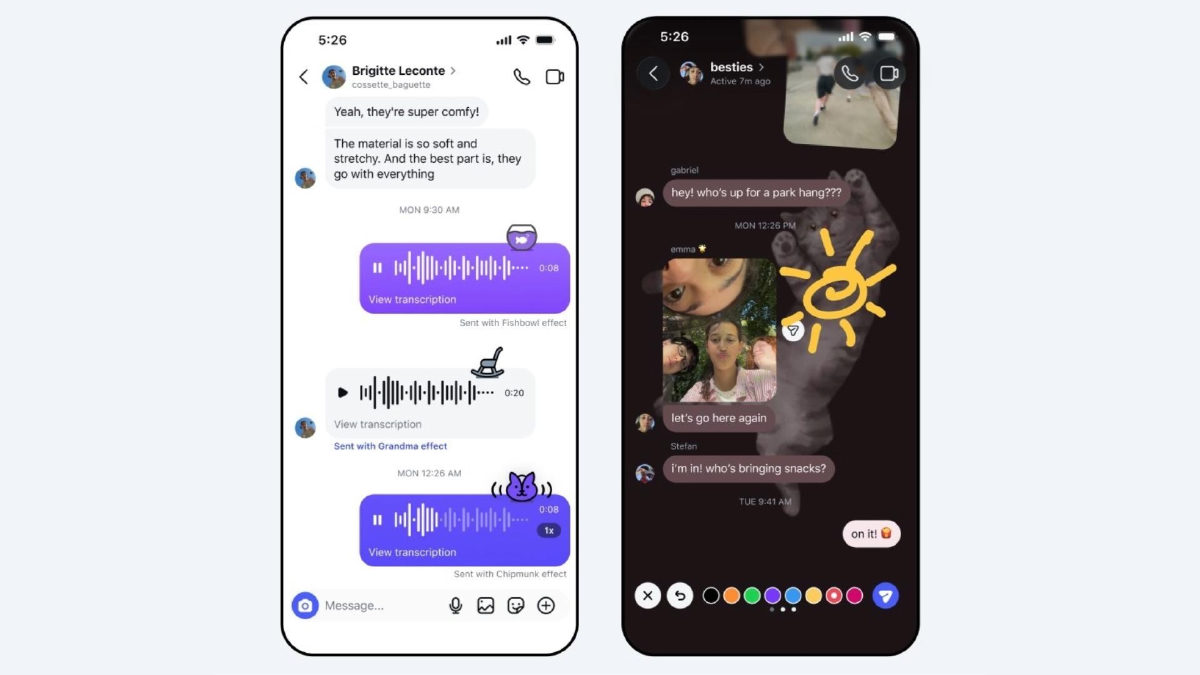 5:26
Brigitte Leconte
cossette_baguette
Yeah, they're super comfy!
The material is so soft and
stretchy. And the best part is, they
go with everything
MON 9:30 AM
0:08
View transcription
Sent with Fishbowl effect
0:20
View transcription
Sent with Grandma effect
MON 12:26 AM
0:08
1x
View transcription
Sent with Chipmunk effect
Message...
5:26
besties
Active 7m ago
gabriel
hey! who's up for a park hang???
MON 12:26 PM
emma
let's go here again
Stefan
i'm in! who's bringing snacks?
TUE 9:41 AM
on it!